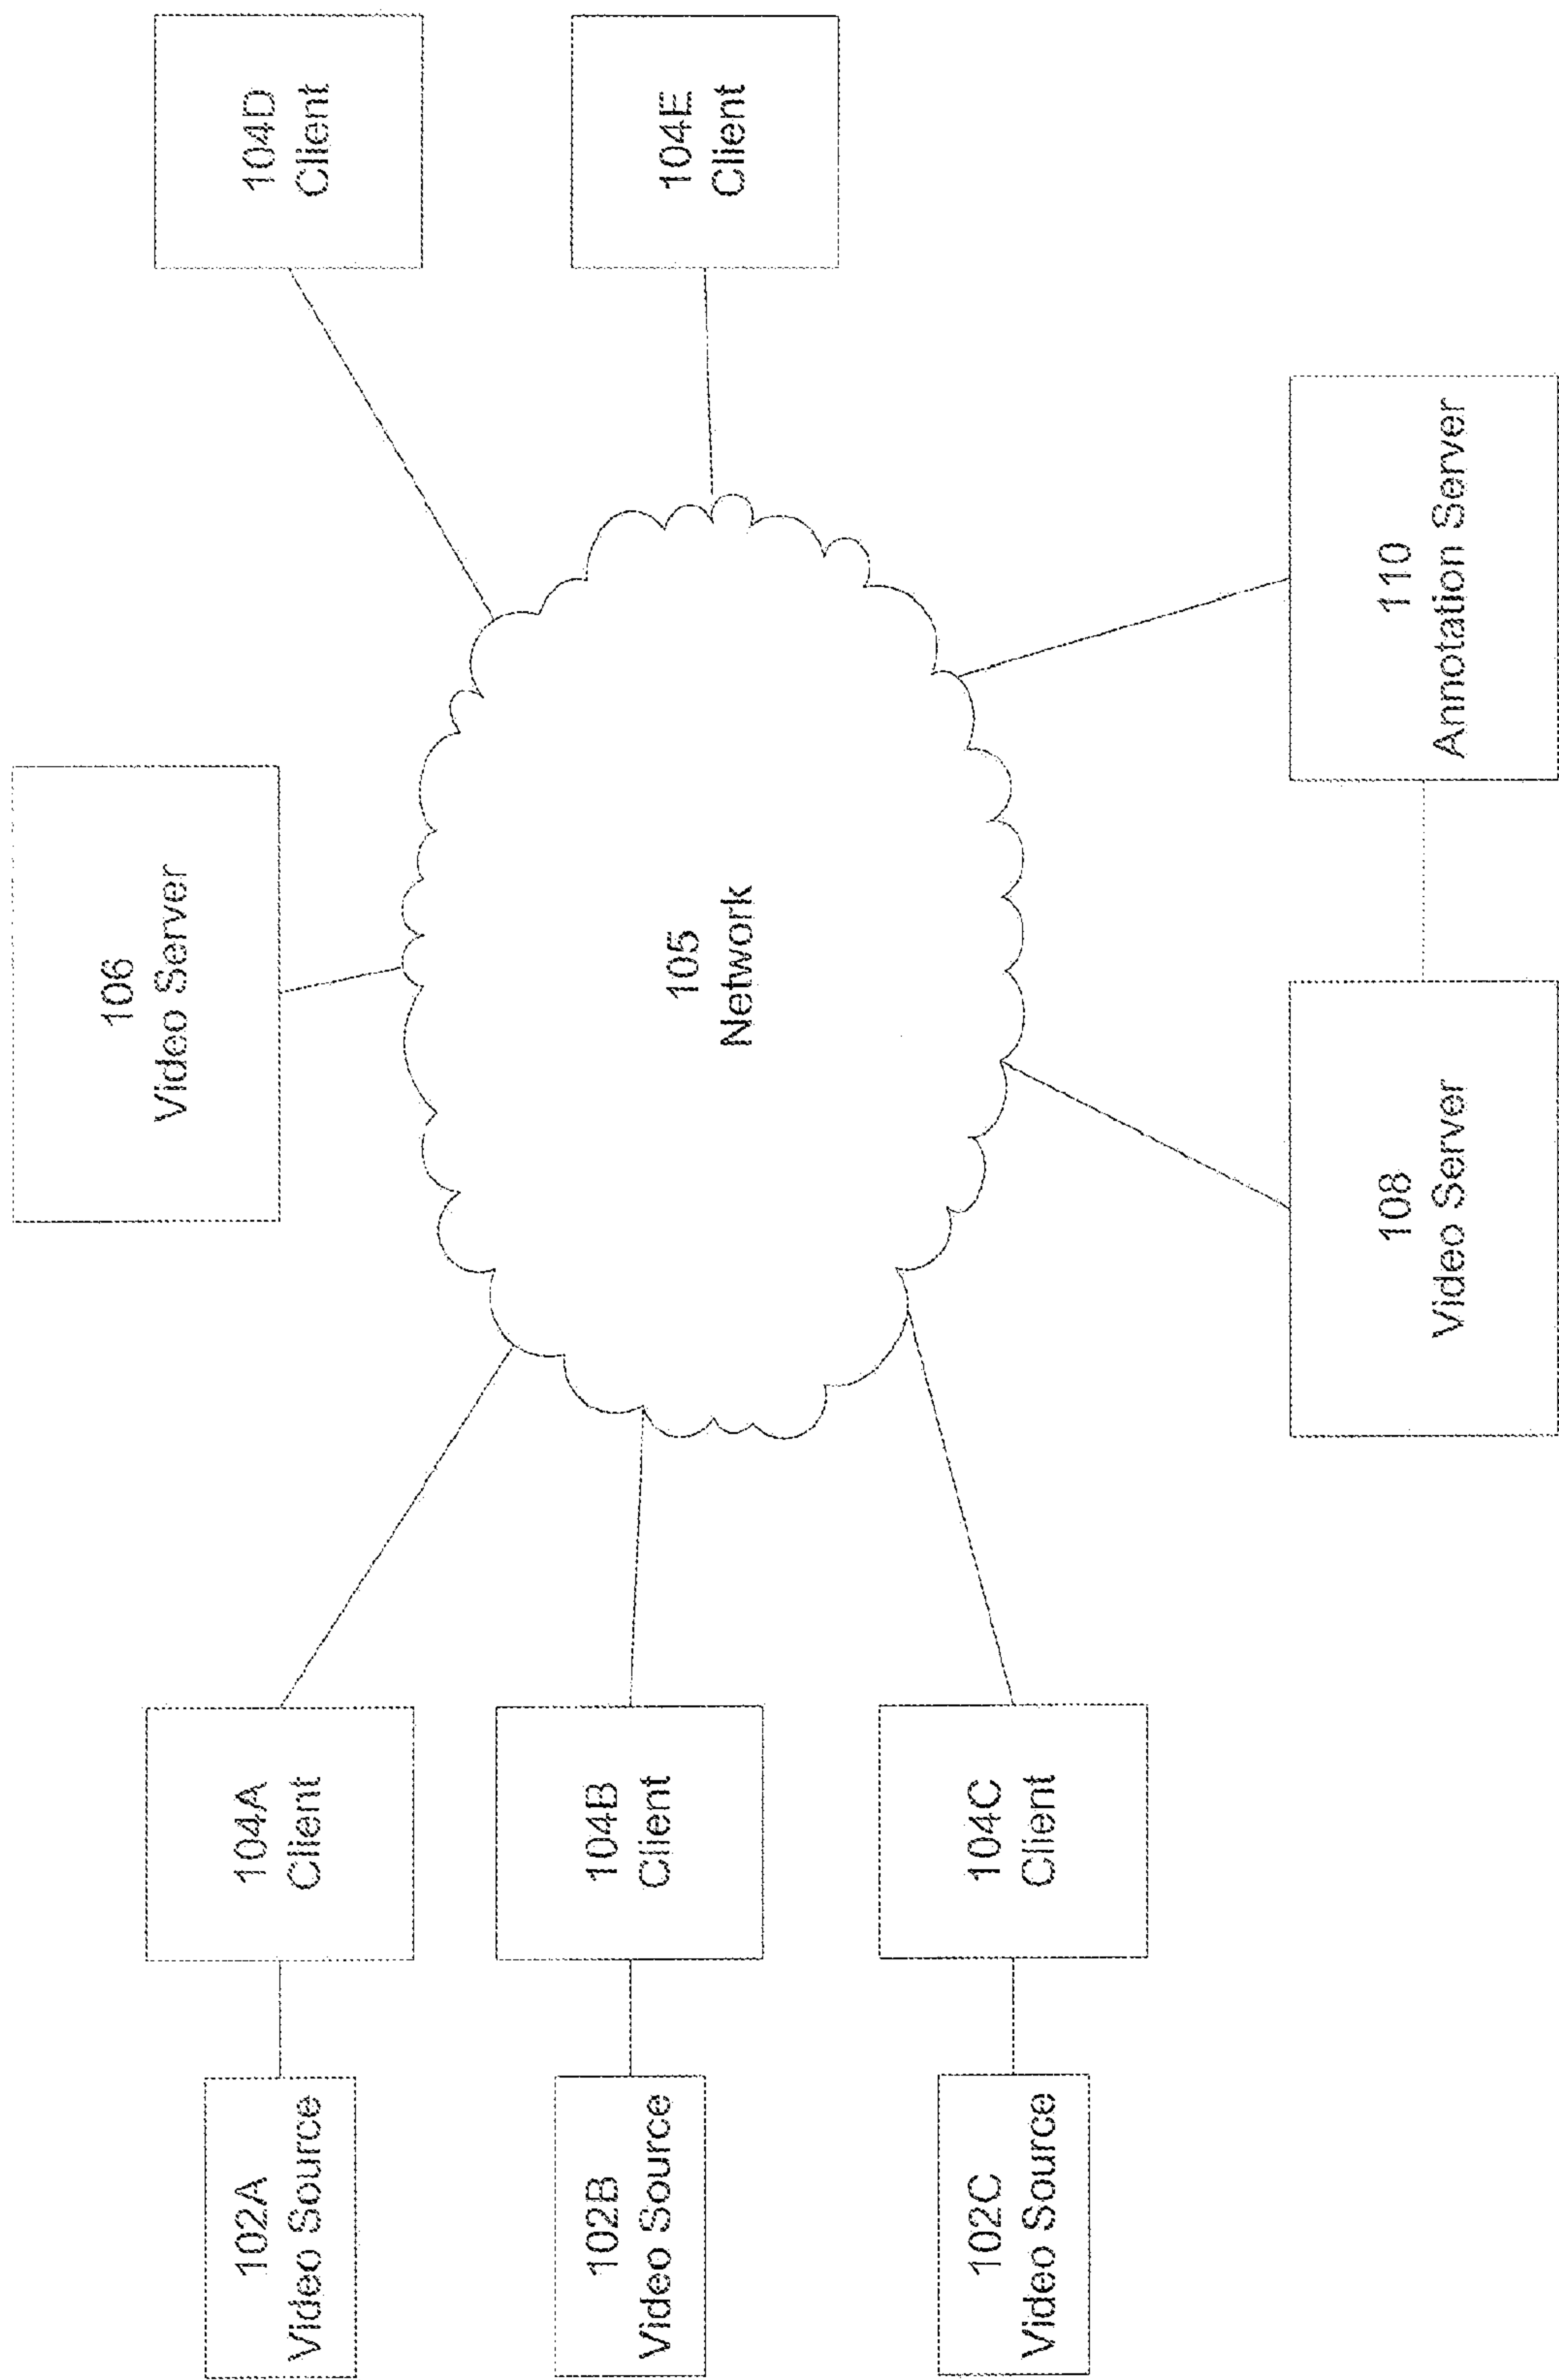 102A
Video Source
104A
Client
106
Video Server
104D
Client
102B
Video Source
104B
Client
105
Network
104E
Client
102C
Video Source
104C
Client
108
Video Server
110
Annotation Server